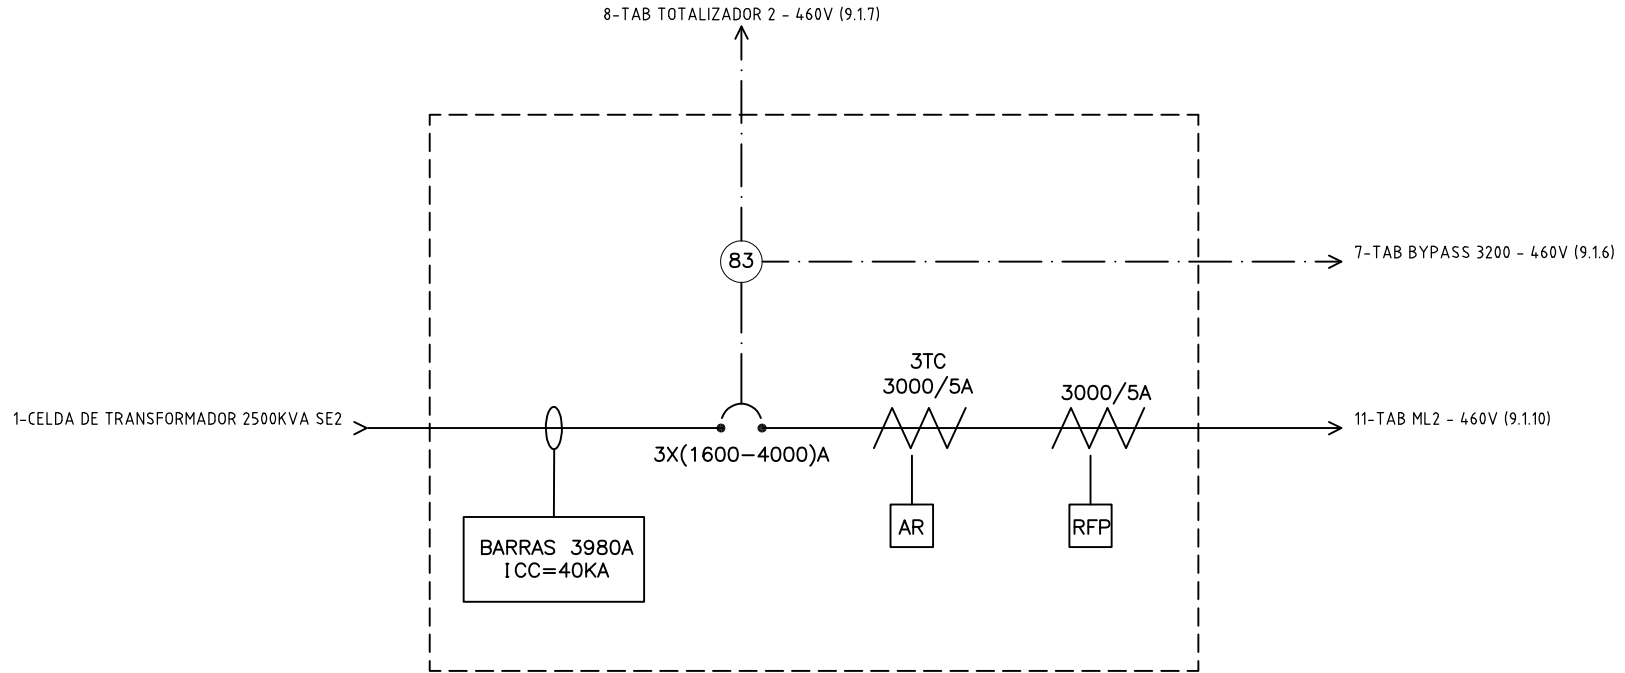 8-TAB TOTALIZADOR 2 - 460V (9.1.7)
83
7-TAB BYPASS 3200 - 460V (9.1.6)
3TC
3000/5A
3000/5A
1-CELDA DE TRANSFORMADOR 2500KVA SE2
11-TAB ML2 - 460V (9.1.10)
3X(1600-4000)A
AR
RFP
BARRAS 3980A
ICC=40KA